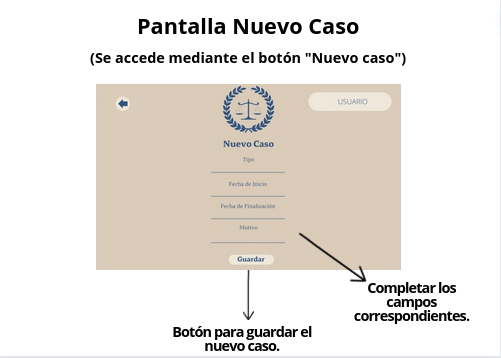 Pantalla Nuevo Caso
(Se accede mediante el botón "Nuevo caso")
USUARIO
Nuevo Caso
Tipo
Fecha de Inicio
Fecha de Finalización
Motivo
Guardar
Completar los
campos
correspondientes.
Botón para guardar el
nuevo caso.